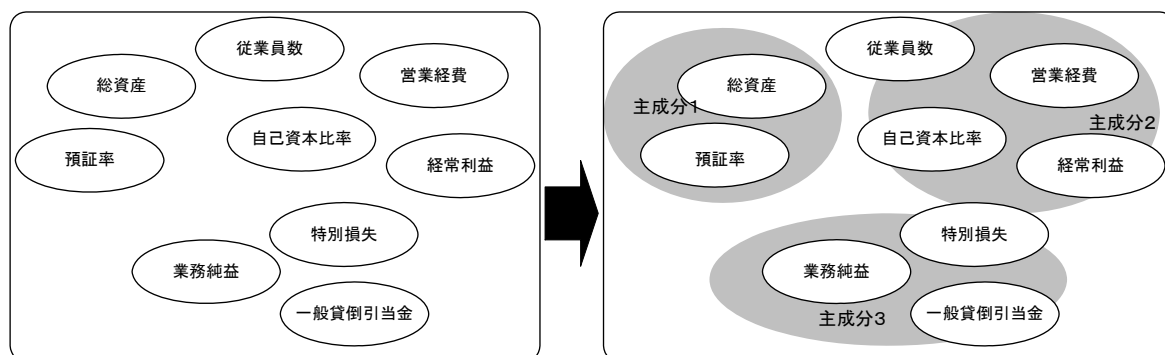 従業員数
営業経費
総資産
自己資本比率
預証率
経常利益
特別損失
業務純益
一般貸倒引当金
従業員数
営業経費
総資産
主成分1
主成分2
自己資本比率
預証率
経常利益
特別損失
業務純益
一般貸倒引当金
主成分3